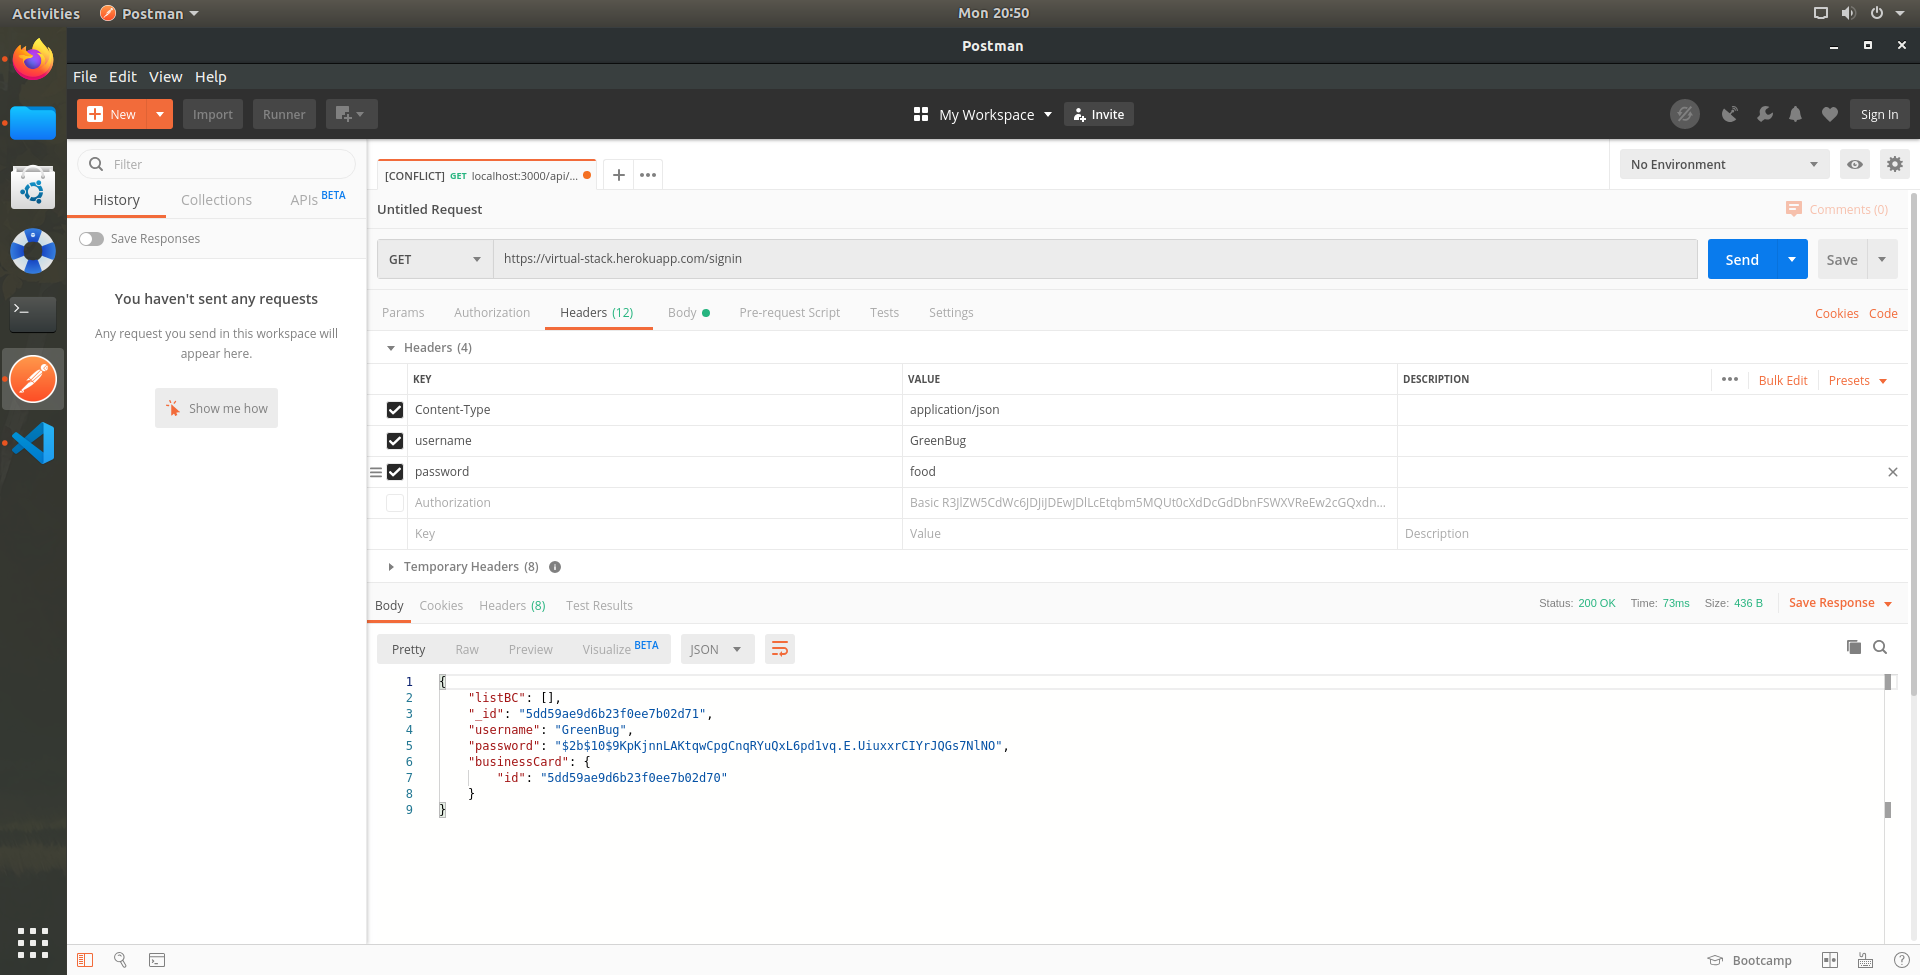 Activities
Postman
Mon 20:50
Postman
File Edit View Help
New
Import
Runner
My Workspace
Invite
Sign In
Filter
History
Collections
APIs BETA
Save Responses
You haven't sent any requests
Any request you send in this workspace will
appear here.
Show me how
[CONFLICT] GET localhost:3000/api/...
No Environment
Untitled Request
Comments (0)
GET
https://virtual-stack.herokuapp.com/signin
Send
Save
Params
Authorization
Headers (12)
Body
Pre-request Script
Tests
Settings
Cookies
Code
Headers (4)
KEY VALUE DESCRIPTION
Bulk Edit
Presets
Content-Type application/json
username GreenBug
password food
Authorization Basic
Key Value Description
Temporary Headers (8)
Body
Cookies
Headers (8)
Test Results
Status: 200 OK
Time: 73ms
Size: 436 B
Save Response
Pretty
Raw
Preview
Visualize BETA
JSON
1 {
2 "listBC": [],
3 "_id": "5dd59ae9d6b23f0ee7b02d71",
4 "username": "GreenBug",
5 "password": "$2b$10$9KpKjnnLAKtqwCpgCnqRYuQxL6pd1vq.E.UiuxxrCIYrJQGs7NlNO",
6 "businessCard": {
7 "id": "5dd59ae9d6b23f0ee7b02d70"
8 }
9 }
Bootcamp